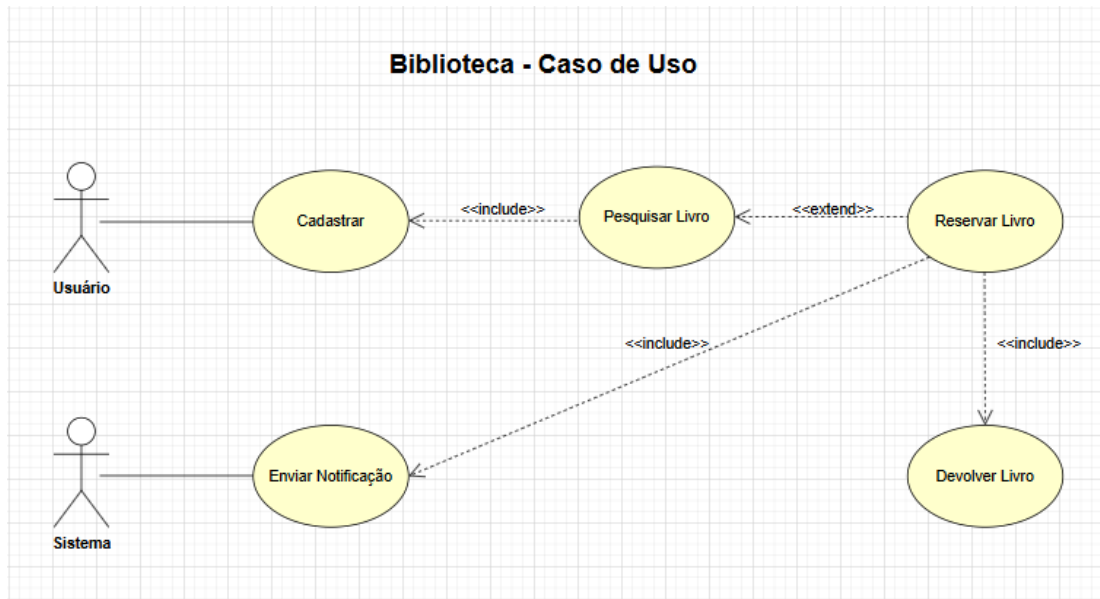 Biblioteca - Caso de Uso
Cadastrar
<<include>>
Pesquisar Livro
<<extend>>
Reservar Livro
Usuário
<<include>>
<<include>>
Enviar Notificação
Devolver Livro
Sistema